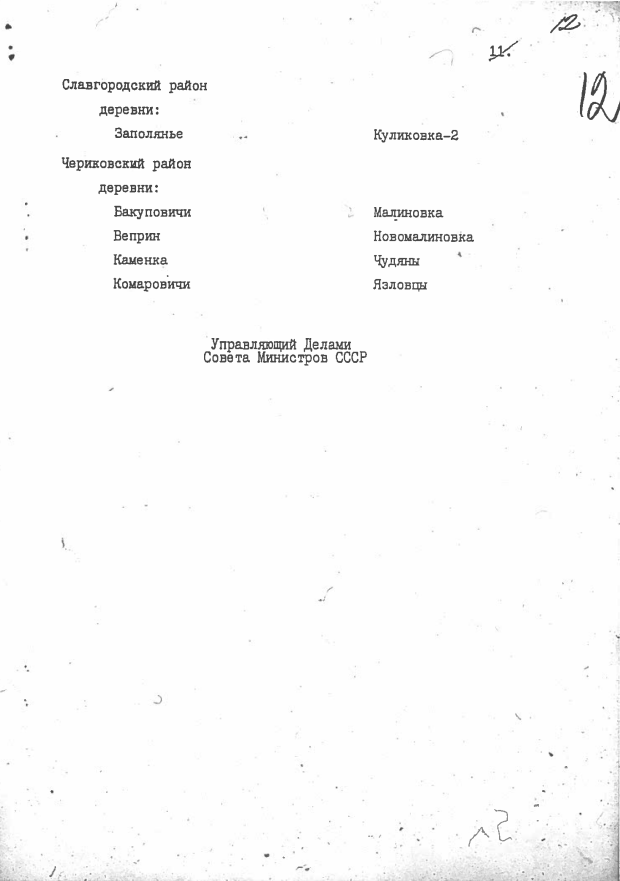 12
11.
12
Славгородский район
деревни:
Заполянье Куликовка-2
Чериковский район
деревни:
Бакуповичи Малиновка
Веприн Новомалиновка
Каменка Чудяны
Комаровичи Язловцы
Управляющий Делами
Совета Министров СССР